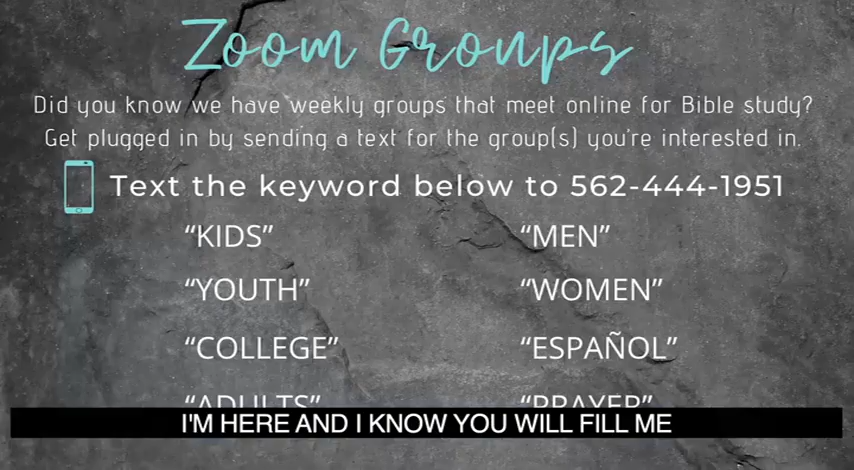 Zoom Groups
Did you know we have weekly groups that meet online for Bible study?
Get plugged in by sending a text for the group(s) you're interested in.
Text the keyword below to 562-444-1951
“KIDS” “MEN”
“YOUTH” “WOMEN”
“COLLEGE” “ESPAÑOL”
“ADULTS” “PRAYER”
I'M HERE AND I KNOW YOU WILL FILL ME